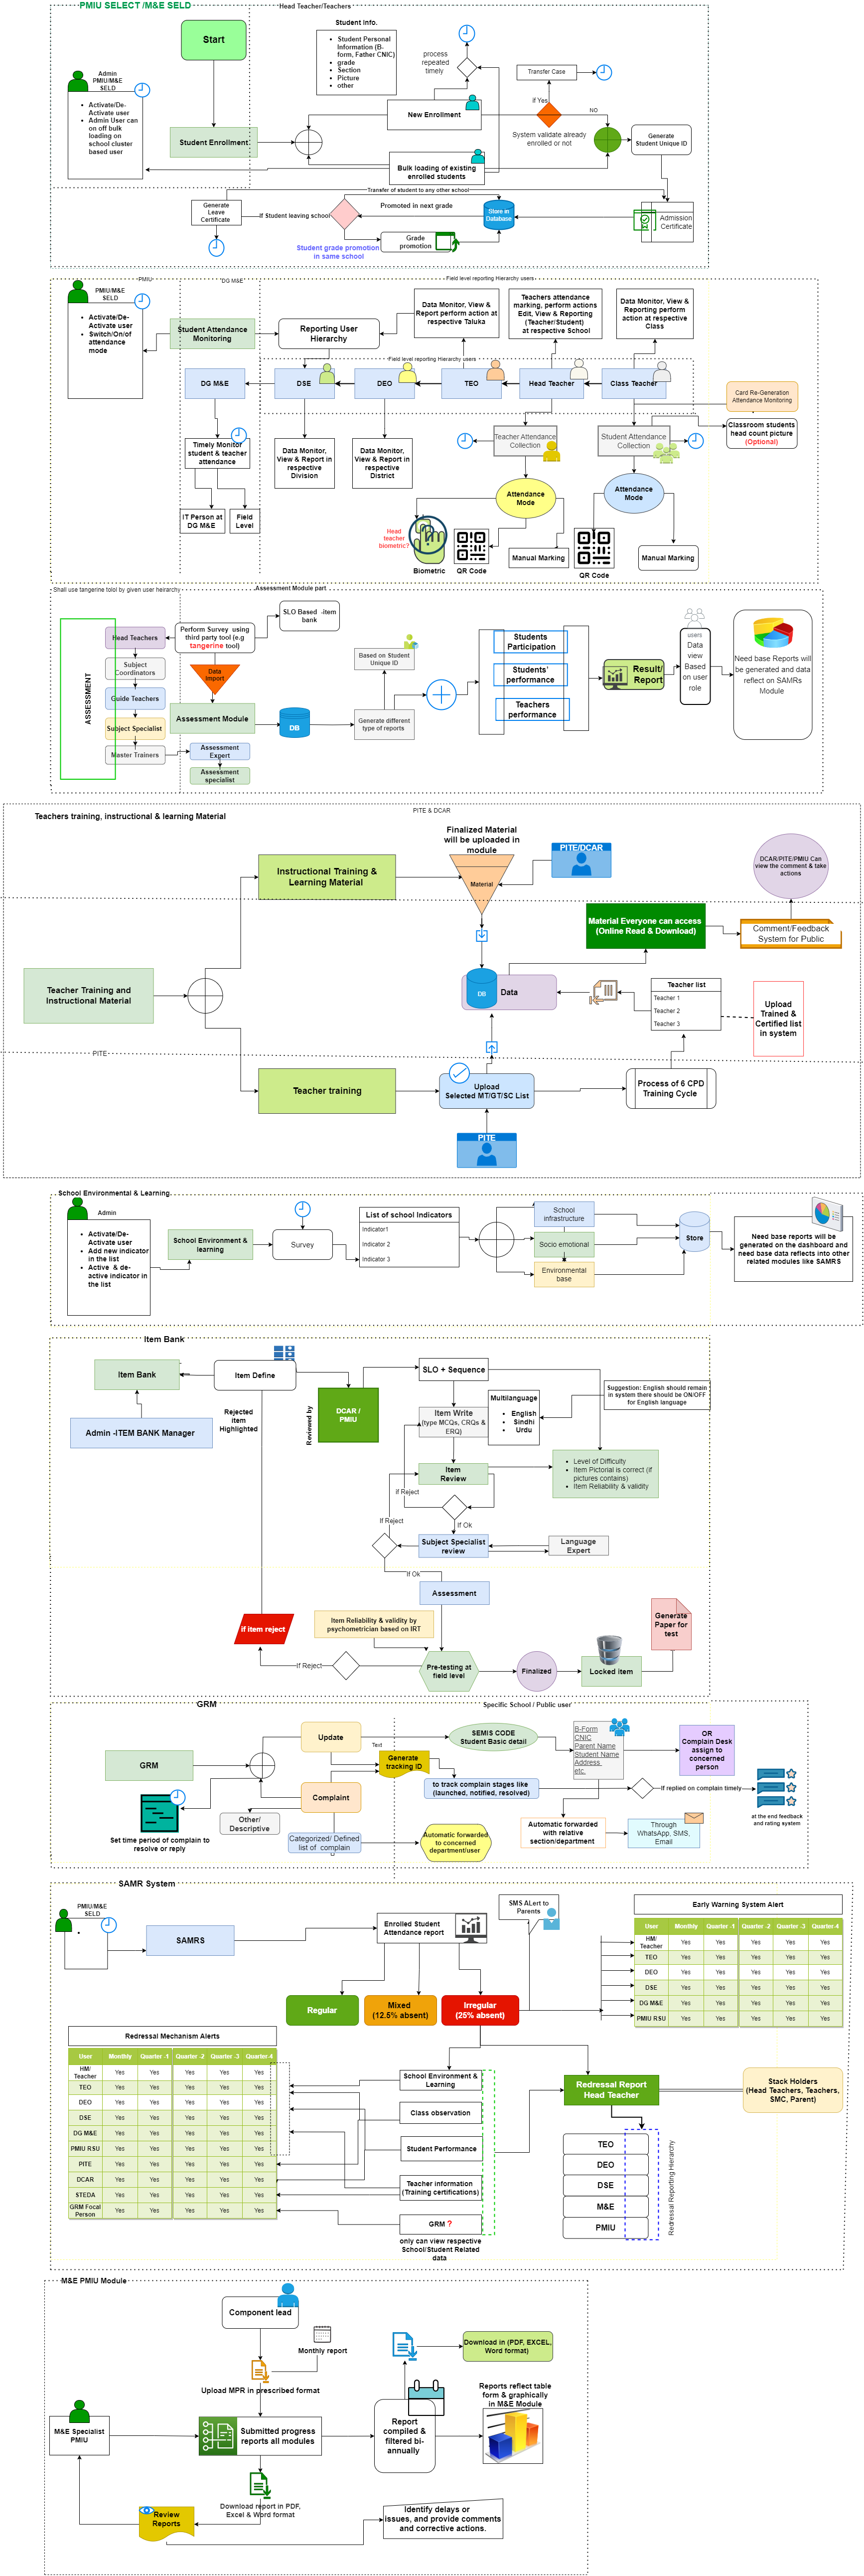 PMIU SELECT /M&E SELD
Head Teacher/Teachers
Start
Admin
PMIU/M&E
SELD
Activate/De-
Activate user
Admin User can
on off bulk
loading on
school cluster
based user
Student Info.
Student Personal
Information (B-
form, Father CNIC)
grade
Section
Picture
other
process
repeated
timely
Transfer Case
if Yes
NO
New Enrollment
System validate already
enrolled or not
Generate
Student Unique ID
Student Enrollment
Bulk loading of existing
enrolled students
Transfer of student to any other school
Generate
Leave
Certificate
if Student leaving school
Promoted in next grade
Store in
Database
Admission
Certificate
Grade
promotion
Student grade promotion
in same school
PMIU
DG M&E
Field level reporting Hierarchy users
PMIU/M&E
SELD
Activate/De-
Activate user
Switch/On/of
attendance
mode
Student Attendance
Monitoring
Reporting User
Hierarchy
Data Monitor, View &
Report perform action at
respective Taluka
Teachers attendance
marking, perform actions
Edit, View & Reporting
(Teacher/Student)
at respective School
Data Monitor, View &
Reporting perform
action at respective
Class
Field level reporting Hierarchy users
DG M&E
DSE
DEO
TEO
Head Teacher
Class Teacher
Card Re-Generation
Attendance Monitoring
Classroom students
head count picture
(Optional)
Timely Monitor
student & teacher
attendance
Data Monitor,
View & Report in
respective
Division
Data Monitor,
View & Report in
respective
District
Teacher Attendance
Collection
Student Attendance
Collection
IT Person at
DG M&E
Field
Level
Attendance
Mode
Attendance
Mode
Head
teacher
biometric?
Biometric
QR Code
Manual Marking
QR Code
Manual Marking
Shall use tangerine tolol by given user heirarchy
Assessment Module part
ASSESSMENT
Head Teachers
Subject
Coordinators
Guide Teachers
Subject Specialist
Master Trainers
Perform Survey using
third party tool (e.g
tangerine tool)
SLO Based -item
bank
Data
Import
Assessment Module
Assessment
Expert
Assessment
specialist
DB
Based on Student
Unique ID
Generate different
type of reports
Students
Participation
Students'
performance
Teachers
performance
Result/
Report
users
Data
view
Based
on user
role
Need base Reports will
be generated and data
reflect on SAMRs
Module
PITE & DCAR
Teachers training, instructional & learning Material
Finalized Material
will be uploaded in
module
PITE/DCAR
DCAR/PITE/PMIU Can
view the comment & take
actions
Instructional Training &
Learning Material
Material
Material Everyone can access
(Online Read & Download)
Comment/Feedback
System for Public
Teacher Training and
Instructional Material
DB
Data
Teacher list
Teacher 1
Teacher 2
Teacher 3
Upload
Trained &
Certified list
in system
PITE
Teacher training
Upload
Selected MT/GT/SC List
Process of 6 CPD
Training Cycle
PITE
School Environmental & Learning
Admin
Activate/De-
Activate user
Add new indicator
in the list
Active & de-
active indicator in
the list
School Environment &
learning
Survey
List of school Indicators
Indicator1
Indicator 2
Indicator 3
School
infrastructure
Socio emotional
Environmental
base
Store
Need base reports will be
generated on the dashboard and
need base data reflects into other
related modules like SAMRS
Item Bank
Item Bank
Item Define
Admin -ITEM BANK Manager
Rejected
item
Highlighted
Reviewed by
DCAR /
PMIU
SLO + Sequence
Item Write
(type MCQs, CRQs &
ERQ)
Multilanguage
English
Sindhi
Urdu
Suggestion: English should remain
in system there should be ON/OFF
for English language
Item
Review
Level of Difficulty
Item Pictorial is correct (if
pictures contains)
Item Reliability & validity
if Reject
If Reject
If Ok
Subject Specialist
review
Language
Expert
If Ok
Assessment
if item reject
Item Reliability & validity by
psychometrician based on IRT
Generate
Paper for
test
If Reject
Pre-testing at
field level
Finalized
Locked item
GRM
Specific School / Public user'
GRM
Update
Text
Generate
tracking ID
SEMIS CODE
Student Basic detail
B-Form
CNIC
Parent Name
Student Name
Address
etc.
OR
Complain Desk
assign to
concerned
person
Complaint
to track complain stages like
(launched, notified, resolved)
If replied on complain timely
at the end feedback
and rating system
Set time period of complain to
resolve or reply
Other/
Descriptive
Categorized/ Defined
list of complain
Automatic forwarded
to concerned
department/user
Automatic forwarded
with relative
section/department
Through
WhatsApp, SMS,
Email
SAMR System
PMIU/M&E
SELD
SAMRS
Enrolled Student
Attendance report
SMS ALert to
Parents
Early Warning System Alert
User Monthly Quarter -1 Quarter -2 Quarter -3 Quarter-4
HM/
Teacher Yes Yes Yes Yes Yes
TEO Yes Yes Yes Yes Yes
DEO Yes Yes Yes Yes Yes
DSE Yes Yes Yes Yes Yes
DG M&E Yes Yes Yes Yes Yes
PMIU RSU Yes Yes Yes Yes Yes
Regular
Mixed
(12.5% absent)
Irregular
(25% absent)
Redressal Mechanism Alerts
User Monthly Quarter -1 Quarter -2 Quarter -3 Quarter-4
HM/
Teacher Yes Yes Yes Yes Yes
TEO Yes Yes Yes Yes Yes
DEO Yes Yes Yes Yes Yes
DSE Yes Yes Yes Yes Yes
DG M&E Yes Yes Yes Yes Yes
PMIU RSU Yes Yes Yes Yes Yes
PITE Yes Yes Yes Yes Yes
DCAR Yes Yes Yes Yes Yes
STEDA Yes Yes Yes Yes Yes
GRM Focal
Person Yes Yes Yes Yes Yes
School Environment &
Learning
Class observation
Student Performance
Teacher information
(Training certifications)
GRM ?
only can view respective
School/Student Related
data
Redressal Report
Head Teacher
Stack Holders
(Head Teachers, Teachers,
SMC, Parent)
TEO
DEO
DSE
M&E
PMIU
Redressal Reporting Hierarchy
M&E PMIU Module
Component lead
Monthly report
Upload MPR in prescribed format
Download in (PDF, EXCEL,
Word format)
Reports reflect table
form & graphically
in M&E Module
M&E Specialist
PMIU
Submitted progress
reports all modules
Report
compiled &
filtered bi-
annually
Download report in PDF,
Excel & Word format
Review
Reports
Identify delays or
issues, and provide comments
and corrective actions.